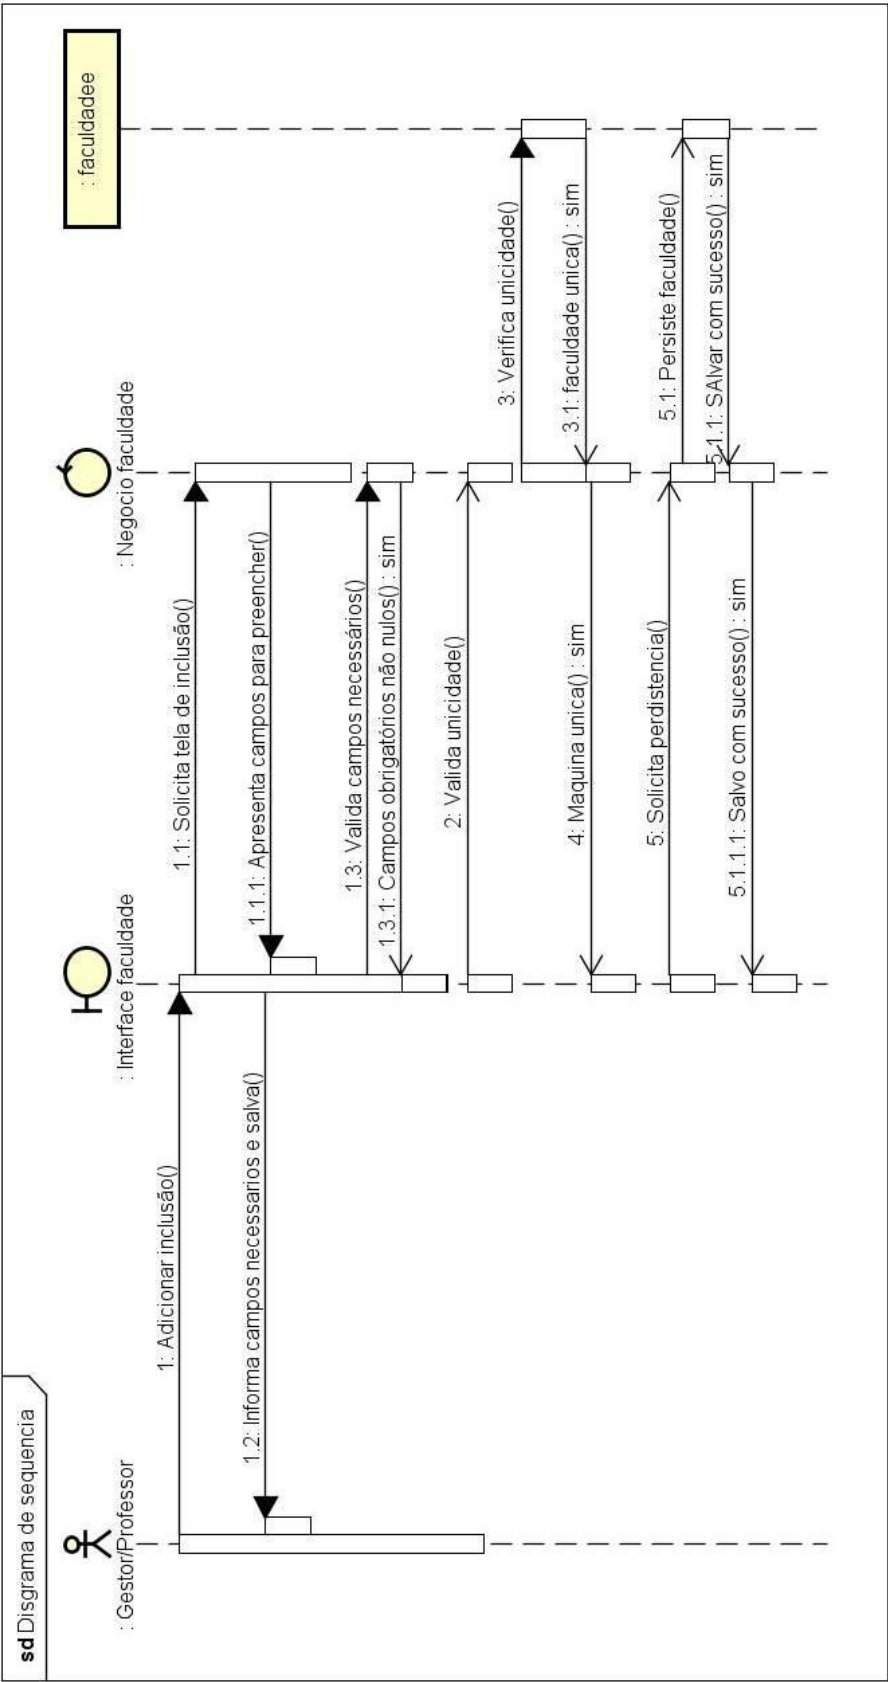 sd Disgrama de sequencia
: Gestor/Professor
: Interface faculdade
: Negocio faculdade
: faculdadee
1: Adicionar inclusão()
1.1: Solicita tela de inclusão()
1.1.1: Apresenta campos para preencher()
1.2: Informa campos necessarios e salva()
1.3: Valida campos necessários()
1.3.1: Campos obrigatórios não nulos() : sim
2: Valida unicidade()
3: Verifica unicidade()
3.1: faculdade unica() : sim
4: Maquina unica() : sim
5: Solicita perdistencia()
5.1: Persiste faculdade()
5.1.1: SAlvar com sucesso() : sim
5.1.1.1: Salvo com sucesso() : sim